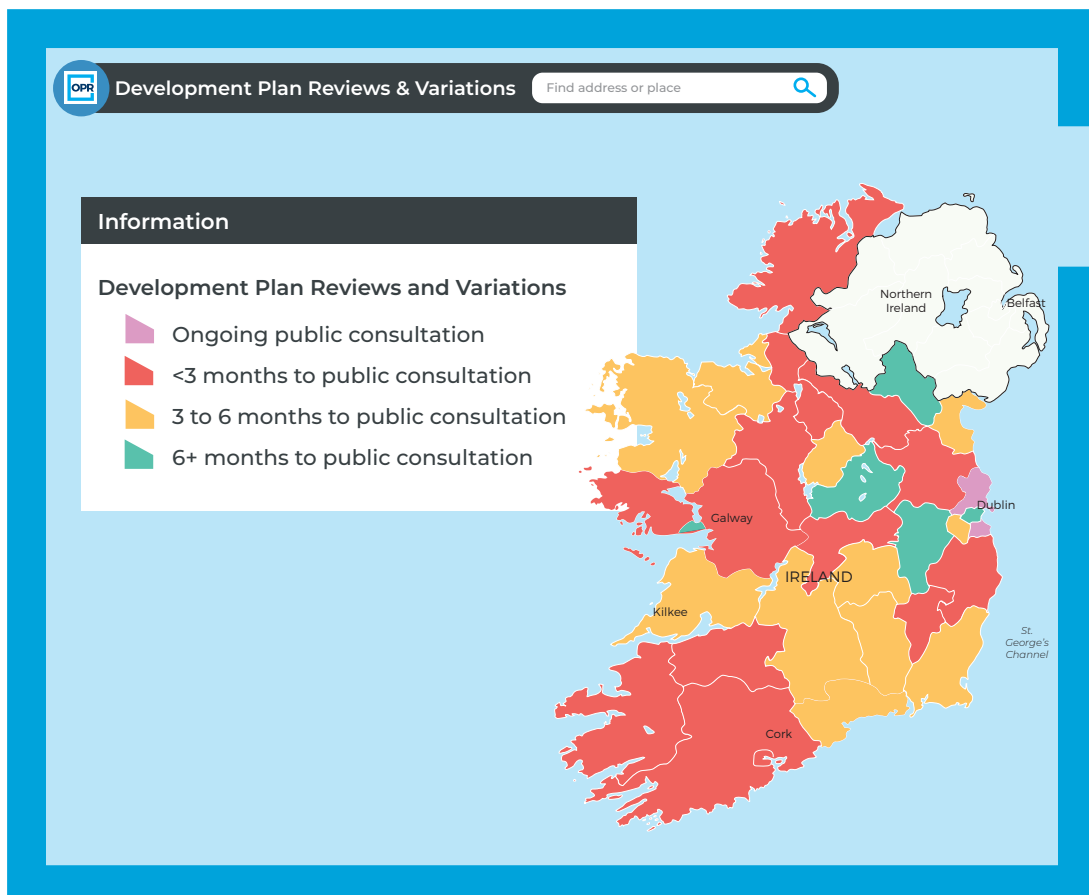 OPR
Development Plan Reviews & Variations
Find address or place
Information
Development Plan Reviews and Variations
Ongoing public consultation
<3 months to public consultation
3 to 6 months to public consultation
6+ months to public consultation
Northern
Ireland
Belfast
Dublin
Galway
IRELAND
Kilkee
St.
George's
Channel
Cork